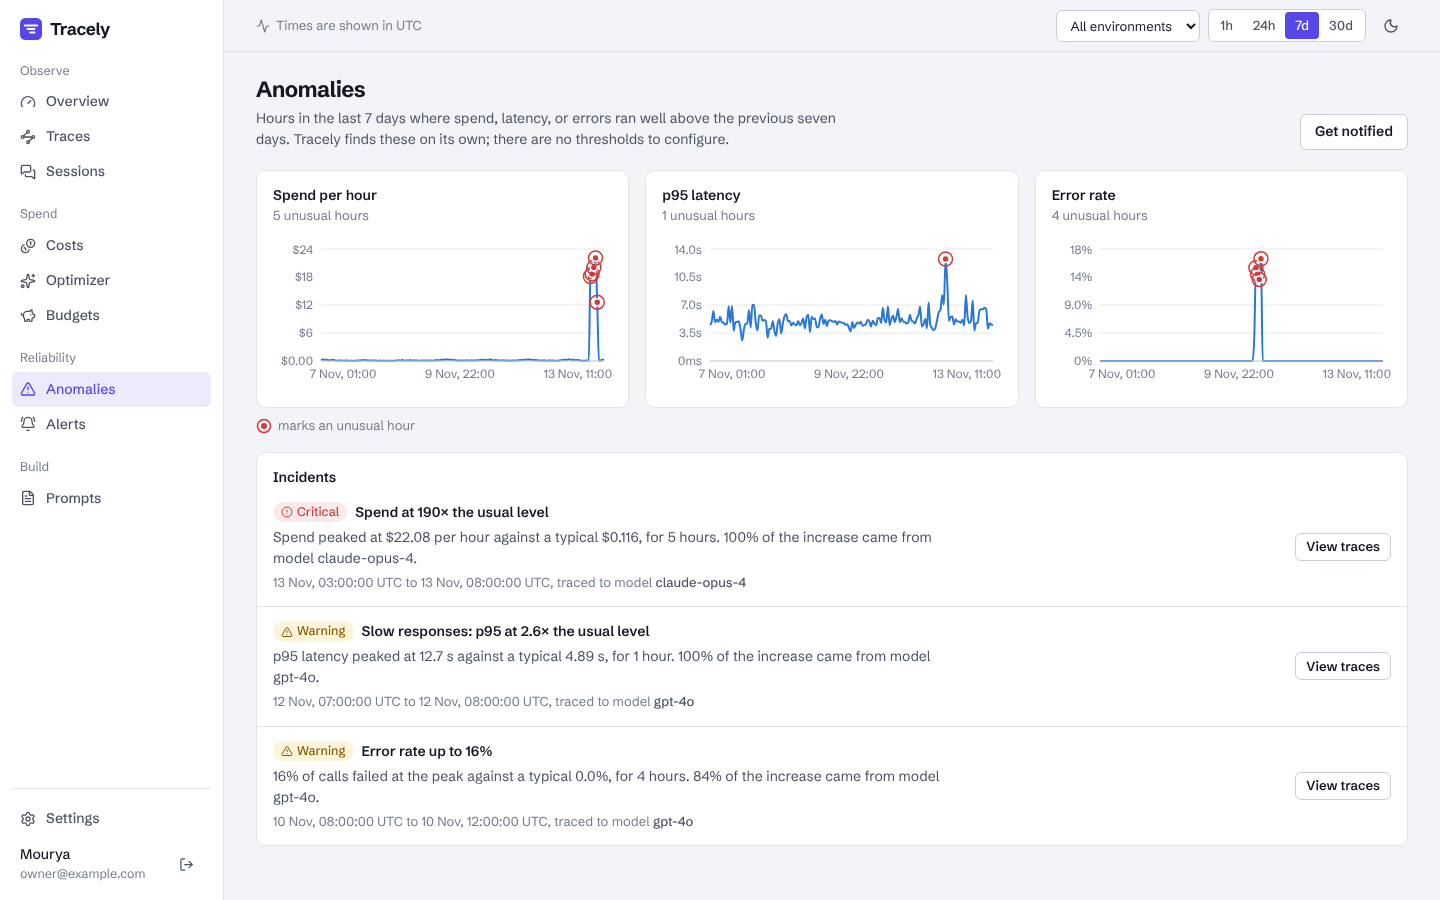 Tracely
Observe
Overview
Traces
Sessions
Spend
Costs
Optimizer
Budgets
Reliability
Anomalies
Alerts
Build
Prompts
Settings
Mourya
owner@example.com
Times are shown in UTC
All environments
1h 24h 7d 30d
Anomalies
Hours in the last 7 days where spend, latency, or errors ran well above the previous seven
days. Tracely finds these on its own; there are no thresholds to configure.
Get notified
Spend per hour
5 unusual hours
$24
$18
$12
$6
$0.00
7 Nov, 01:00 9 Nov, 22:00 13 Nov, 11:00
p95 latency
1 unusual hours
14.0s
10.5s
7.0s
3.5s
0ms
7 Nov, 01:00 9 Nov, 22:00 13 Nov, 11:00
Error rate
4 unusual hours
18%
14%
9.0%
4.5%
0%
7 Nov, 01:00 9 Nov, 22:00 13 Nov, 11:00
marks an unusual hour
Incidents
Critical Spend at 190× the usual level
Spend peaked at $22.08 per hour against a typical $0.116, for 5 hours. 100% of the increase came from
model claude-opus-4.
13 Nov, 03:00:00 UTC to 13 Nov, 08:00:00 UTC, traced to model claude-opus-4
View traces
Warning Slow responses: p95 at 2.6× the usual level
p95 latency peaked at 12.7 s against a typical 4.89 s, for 1 hour. 100% of the increase came from model
gpt-4o.
12 Nov, 07:00:00 UTC to 12 Nov, 08:00:00 UTC, traced to model gpt-4o
View traces
Warning Error rate up to 16%
16% of calls failed at the peak against a typical 0.0%, for 4 hours. 84% of the increase came from model
gpt-4o.
10 Nov, 08:00:00 UTC to 10 Nov, 12:00:00 UTC, traced to model gpt-4o
View traces